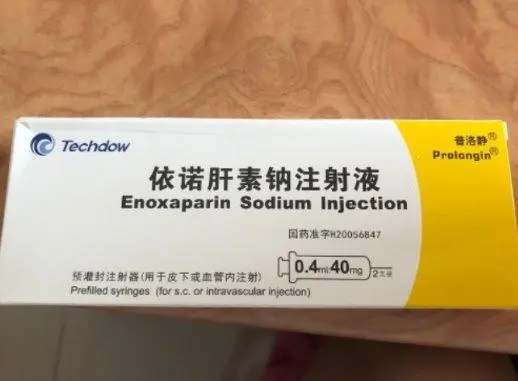 Techdow
普洛静®
Prolongin®
依诺肝素钠注射液
Enoxaparin Sodium Injection
国药准字H20056847
0.4ml:40mg 2支装
预灌封注射器(用于皮下或血管内注射)
Prefilled syringes (for s.c. or intravascular injection)